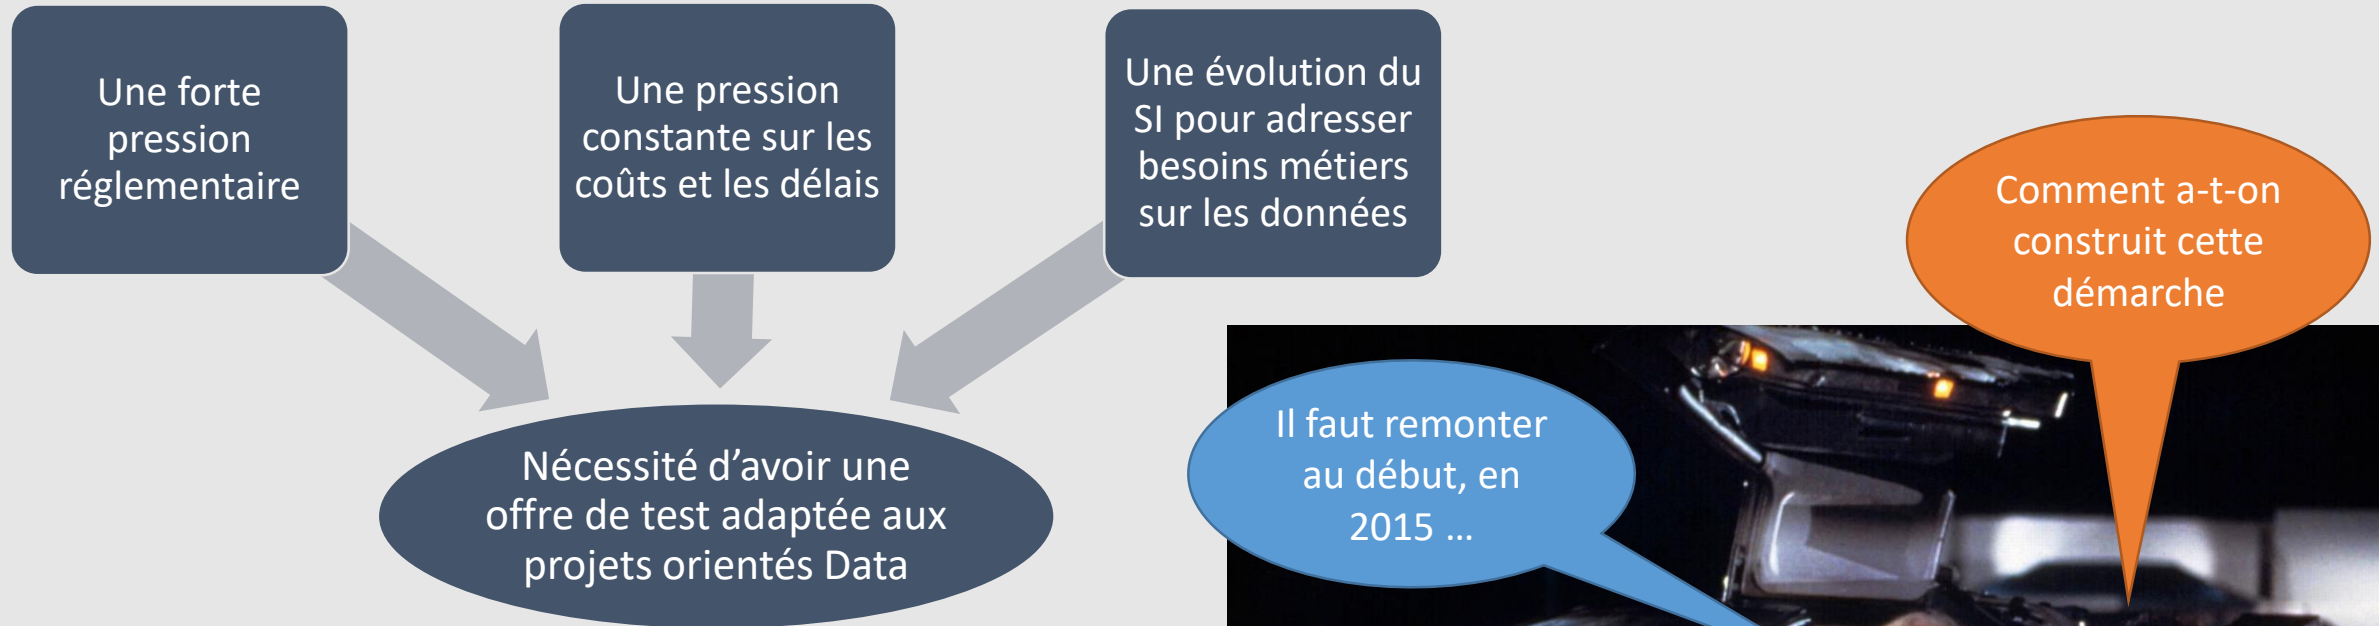 Une forte
pression
réglementaire
Une pression
constante sur les
coûts et les délais
Une évolution du
SI pour adresser
besoins métiers
sur les données
Nécessité d’avoir une
offre de test adaptée aux
projets orientés Data
Comment a-t-on
construit cette
démarche
Il faut remonter
au début, en
2015 …